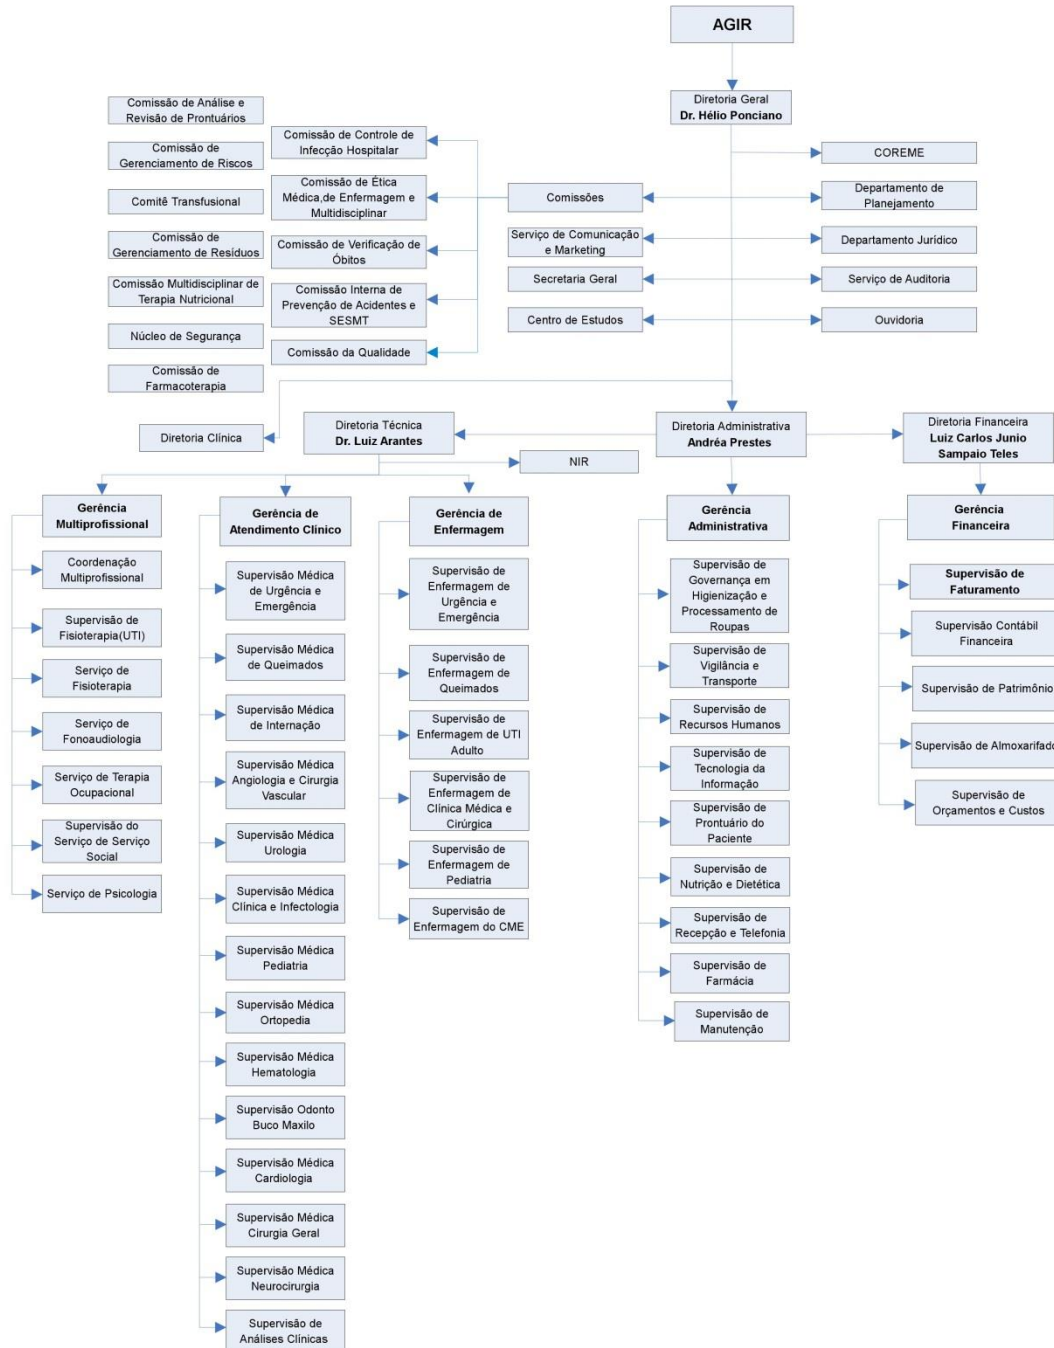 AGIR
Diretoria Geral
Dr. Hélio Ponciano
Comissão de Análise e
Revisão de Prontuários
Comissão de
Gerenciamento de Riscos
Comitê Transfusional
Comissão de
Gerenciamento de Resíduos
Comissão Multidisciplinar de
Terapia Nutricional
Núcleo de Segurança
Comissão de
Farmacoterapia
Comissão de Controle de
Infecção Hospitalar
Comissão de Ética
Médica,de Enfermagem e
Multidisciplinar
Comissão de Verificação de
Óbitos
Comissão Interna de
Prevenção de Acidentes e
SESMT
Comissão da Qualidade
Comissões
Serviço de Comunicação
e Marketing
Secretaria Geral
Centro de Estudos
COREME
Departamento de
Planejamento
Departamento Jurídico
Serviço de Auditoria
Ouvidoria
Diretoria Clínica
Diretoria Técnica
Dr. Luiz Arantes
Diretoria Administrativa
Andréa Prestes
Diretoria Financeira
Luiz Carlos Junio
Sampaio Teles
NIR
Gerência
Multiprofissional
Coordenação
Multiprofissional
Supervisão de
Fisioterapia(UTI)
Serviço de
Fisioterapia
Serviço de
Fonoaudiologia
Serviço de Terapia
Ocupacional
Supervisão do
Serviço de Serviço
Social
Serviço de Psicologia
Gerência de
Atendimento Clínico
Supervisão Médica
de Urgência e
Emergência
Supervisão Médica
de Queimados
Supervisão Médica
de Internação
Supervisão Médica
Angiologia e Cirurgia
Vascular
Supervisão Médica
Urologia
Supervisão Médica
Clínica e Infectologia
Supervisão Médica
Pediatria
Supervisão Médica
Ortopedia
Supervisão Médica
Hematologia
Supervisão Odonto
Buco Maxilo
Supervisão Médica
Cardiologia
Supervisão Médica
Cirurgia Geral
Supervisão Médica
Neurocirurgia
Supervisão de
Análises Clínicas
Gerência de
Enfermagem
Supervisão de
Enfermagem de
Urgência e
Emergência
Supervisão de
Enfermagem de
Queimados
Supervisão de
Enfermagem de UTI
Adulto
Supervisão de
Enfermagem de
Clínica Médica e
Cirúrgica
Supervisão de
Enfermagem de
Pediatria
Supervisão de
Enfermagem do CME
Gerência
Administrativa
Supervisão de
Governança em
Higienização e
Processamento de
Roupas
Supervisão de
Vigilância e
Transporte
Supervisão de
Recursos Humanos
Supervisão de
Tecnologia da
Informação
Supervisão de
Prontuário do
Paciente
Supervisão de
Nutrição e Dietética
Supervisão de
Recepção e Telefonia
Supervisão de
Farmácia
Supervisão de
Manutenção
Gerência
Financeira
Supervisão de
Faturamento
Supervisão Contábil
Financeira
Supervisão de Patrimônio
Supervisão de Almoxarifado
Supervisão de
Orçamentos e Custos